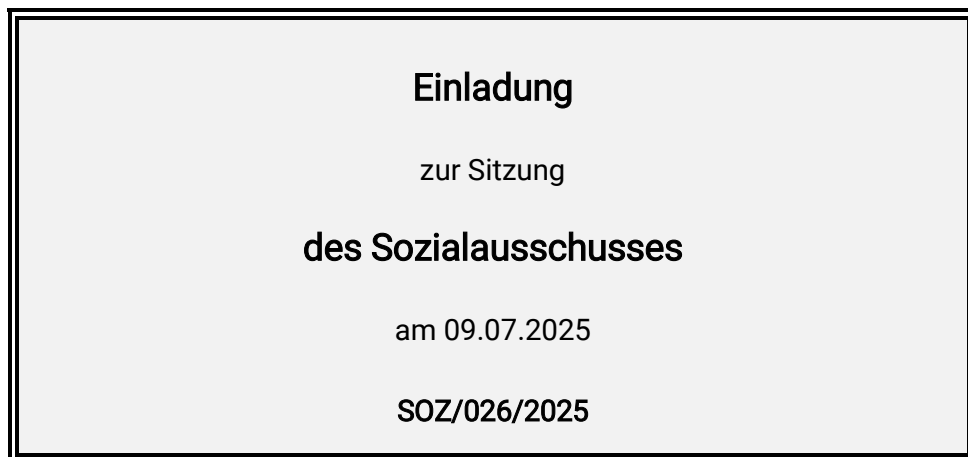 Einladung
zur Sitzung
des Sozialausschusses
am 09.07.2025
SOZ/026/2025